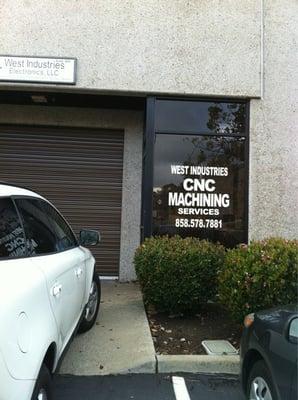 West Industries
Electronics, LLC
WEST INDUSTRIES
CNC
MACHINING
SERVICES
858.578.7881